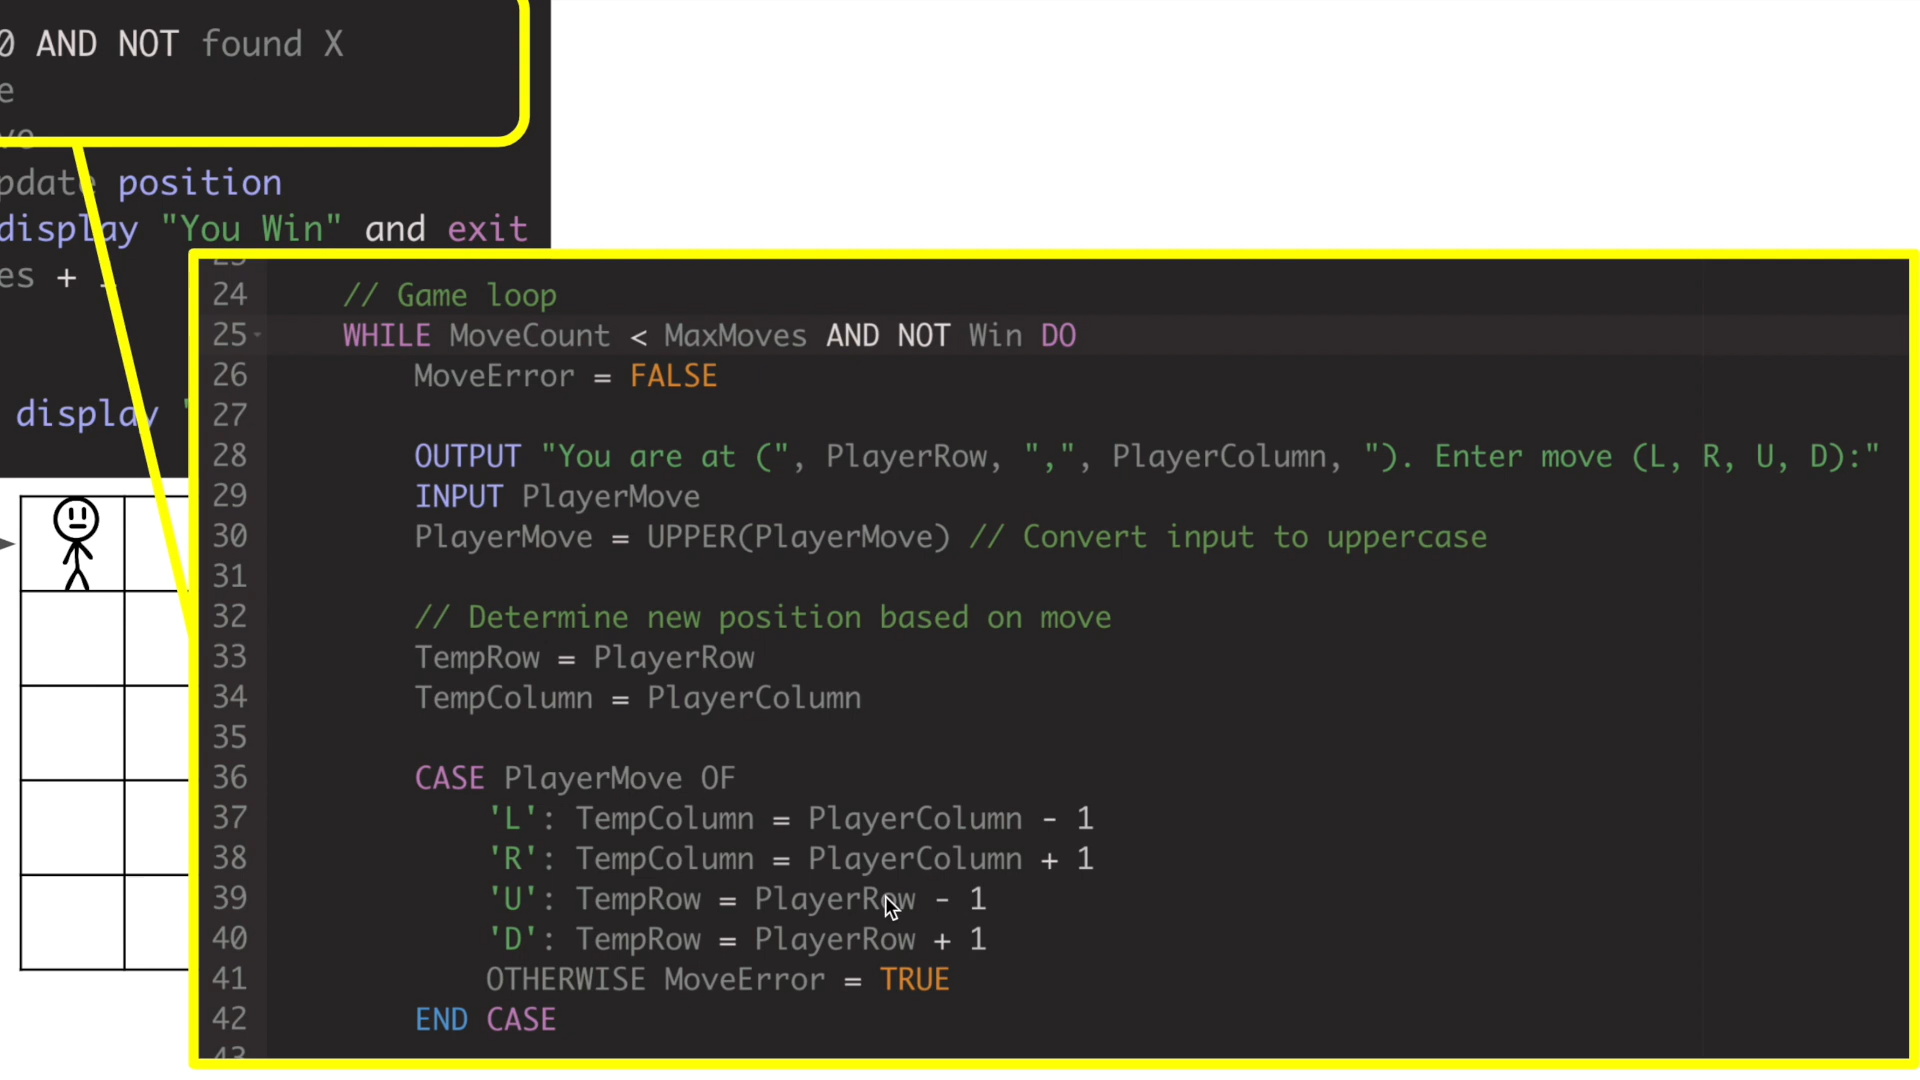 0 AND NOT found X
e
ve
pdate position
display "You Win" and exit
es +
display
24 // Game loop
25 WHILE MoveCount < MaxMoves AND NOT Win DO
26 MoveError = FALSE
27
28 OUTPUT "You are at (", PlayerRow, ",", PlayerColumn, "). Enter move (L, R, U, D):"
29 INPUT PlayerMove
30 PlayerMove = UPPER(PlayerMove) // Convert input to uppercase
31
32 // Determine new position based on move
33 TempRow = PlayerRow
34 TempColumn = PlayerColumn
35
36 CASE PlayerMove OF
37 'L': TempColumn = PlayerColumn - 1
38 'R': TempColumn = PlayerColumn + 1
39 'U': TempRow = PlayerRow - 1
40 'D': TempRow = PlayerRow + 1
41 OTHERWISE MoveError = TRUE
42 END CASE
43